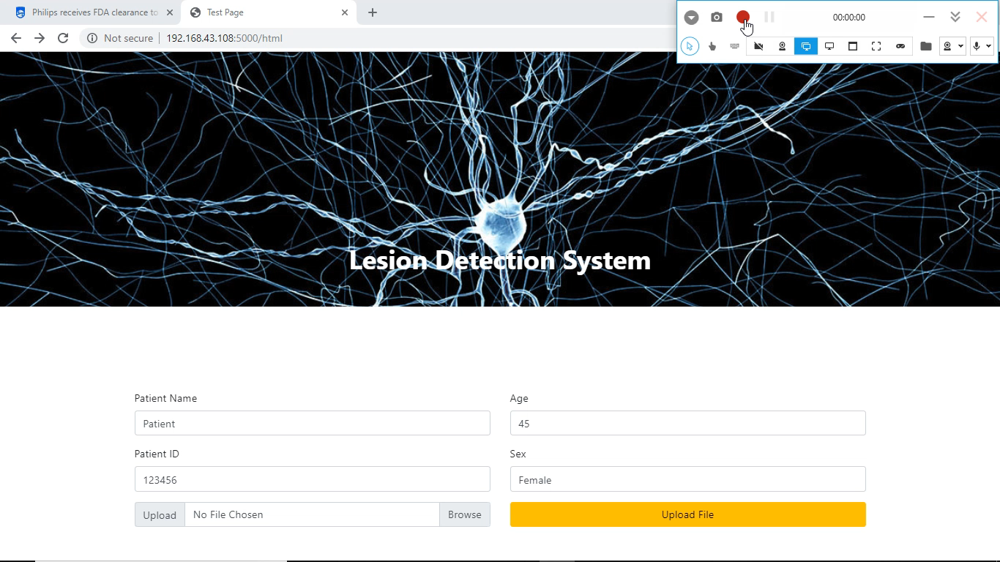 Philips receives FDA clearance to
Test Page
00:00:00
Not secure
192.168.43.108:5000/html
Lesion Detection System
Patient Name
Age
Patient
45
Patient ID
Sex
123456
Female
Upload
No File Chosen
Browse
Upload File